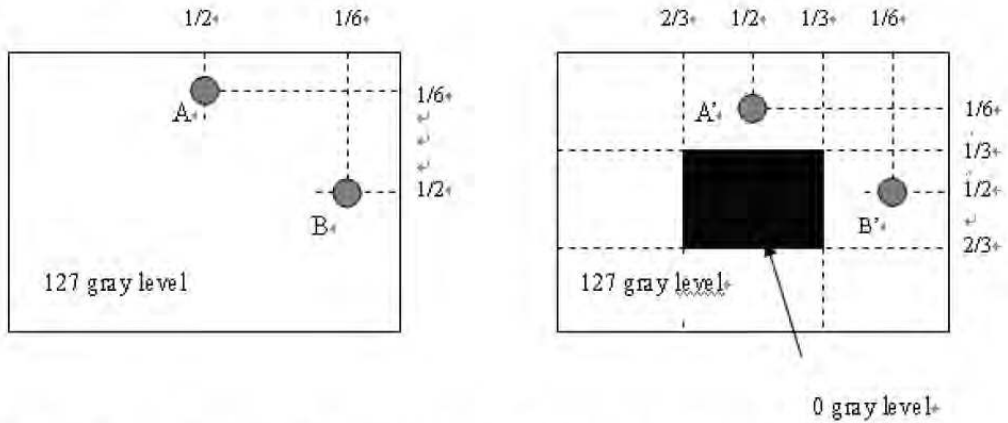 1/2 1/6
2/3 1/2 1/3 1/6
A
1/6
1/2
B
127 gray level
A'
1/6
1/3
1/2
B'
2/3
127 gray level
0 gray level